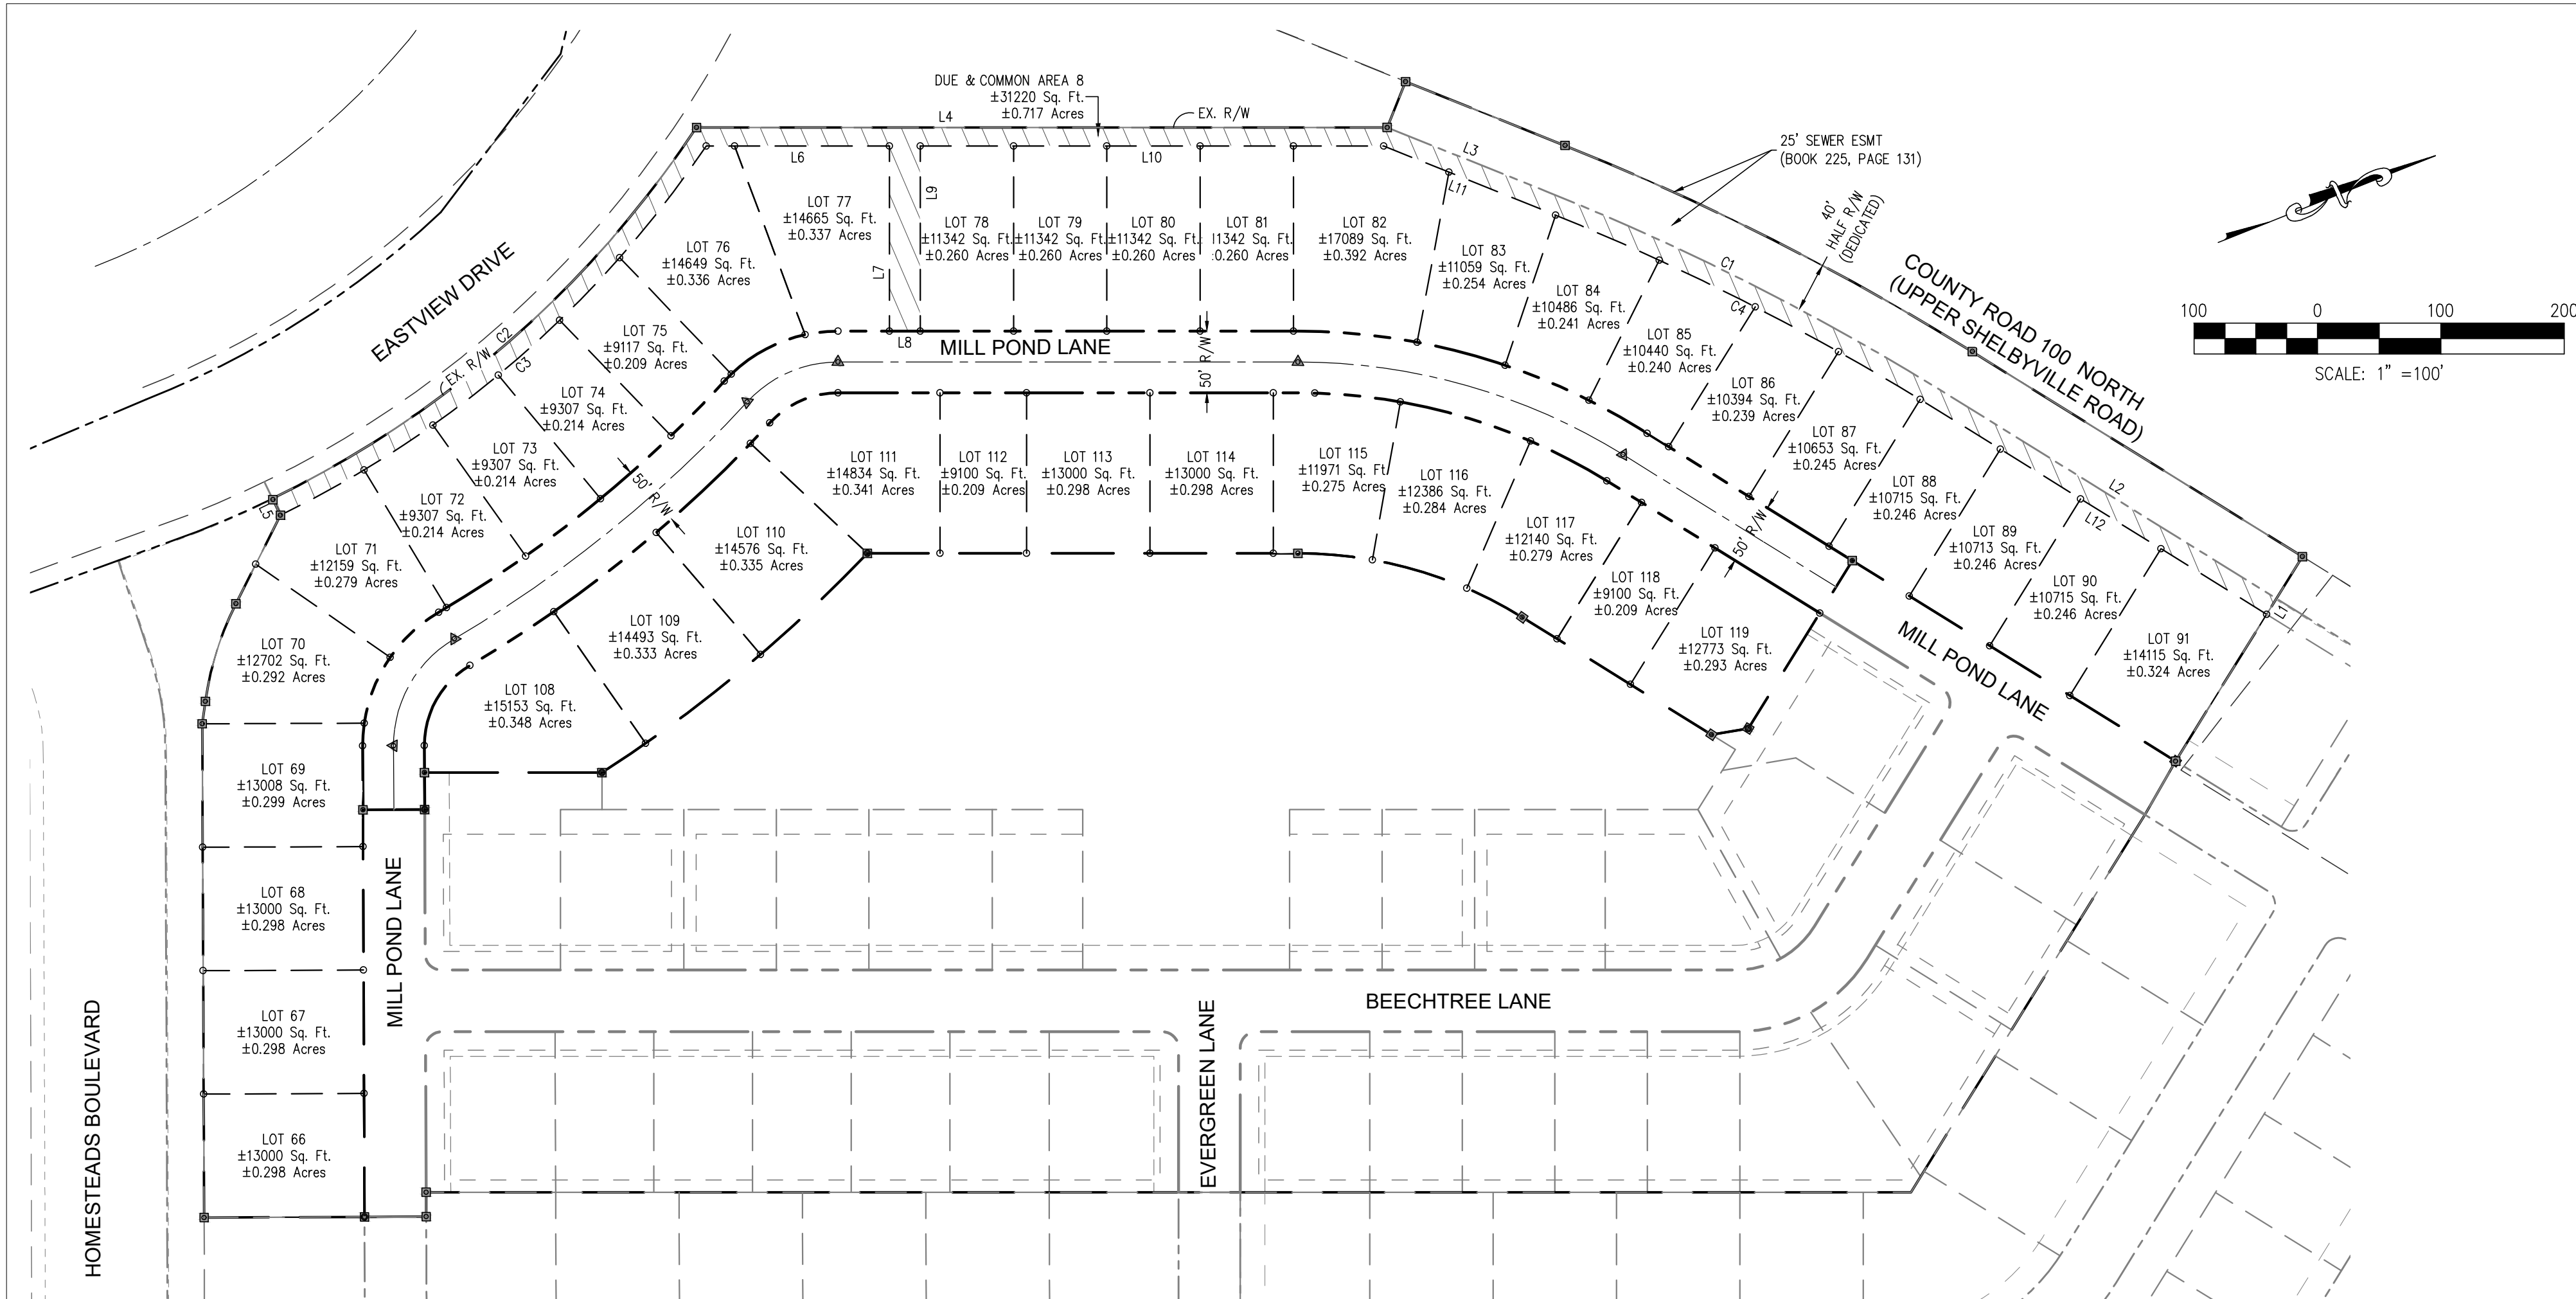 DUE & COMMON AREA 8
±31220 Sq. Ft.
±0.717 Acres
L4
EX. R/W
L6
L10
L3
L11
25' SEWER ESMT
(BOOK 225, PAGE 131)
40'
HALF R/W
(DEDICATED)
COUNTY ROAD 100 NORTH
(UPPER SHELBYVILLE ROAD)
100 0 100 200
SCALE: 1" =100'
EASTVIEW DRIVE
EX. R/W
C2
C3
L5
L7
L9
L8
C1
C4
L2
L12
L1
LOT 77
±14665 Sq. Ft.
±0.337 Acres
LOT 76
±14649 Sq. Ft.
±0.336 Acres
LOT 78
±11342 Sq. Ft.
±0.260 Acres
LOT 79
±11342 Sq. Ft.
±0.260 Acres
LOT 80
±11342 Sq. Ft.
±0.260 Acres
LOT 81
11342 Sq. Ft.
0.260 Acres
LOT 82
±17089 Sq. Ft.
±0.392 Acres
LOT 83
±11059 Sq. Ft.
±0.254 Acres
LOT 84
±10486 Sq. Ft.
±0.241 Acres
LOT 85
±10440 Sq. Ft.
±0.240 Acres
LOT 86
±10394 Sq. Ft.
±0.239 Acres
LOT 87
±10653 Sq. Ft.
±0.245 Acres
LOT 88
±10715 Sq. Ft.
±0.246 Acres
LOT 89
±10713 Sq. Ft.
±0.246 Acres
LOT 90
±10715 Sq. Ft.
±0.246 Acres
LOT 91
±14115 Sq. Ft.
±0.324 Acres
LOT 75
±9117 Sq. Ft.
±0.209 Acres
LOT 74
±9307 Sq. Ft.
±0.214 Acres
LOT 73
±9307 Sq. Ft.
±0.214 Acres
LOT 72
±9307 Sq. Ft.
±0.214 Acres
LOT 71
±12159 Sq. Ft.
±0.279 Acres
LOT 70
±12702 Sq. Ft.
±0.292 Acres
LOT 69
±13008 Sq. Ft.
±0.299 Acres
LOT 68
±13000 Sq. Ft.
±0.298 Acres
LOT 67
±13000 Sq. Ft.
±0.298 Acres
LOT 66
±13000 Sq. Ft.
±0.298 Acres
MILL POND LANE
50' R/W
50' R/W
50' R/W
LOT 111
±14834 Sq. Ft.
±0.341 Acres
LOT 112
±9100 Sq. Ft.
±0.209 Acres
LOT 113
±13000 Sq. Ft.
±0.298 Acres
LOT 114
±13000 Sq. Ft.
±0.298 Acres
LOT 115
±11971 Sq. Ft.
±0.275 Acres
LOT 116
±12386 Sq. Ft.
±0.284 Acres
LOT 117
±12140 Sq. Ft.
±0.279 Acres
LOT 118
±9100 Sq. Ft.
±0.209 Acres
LOT 119
±12773 Sq. Ft.
±0.293 Acres
LOT 110
±14576 Sq. Ft.
±0.335 Acres
LOT 109
±14493 Sq. Ft.
±0.333 Acres
LOT 108
±15153 Sq. Ft.
±0.348 Acres
MILL POND LANE
MILL POND LANE
HOMESTEADS BOULEVARD
EVERGREEN LANE
BEECHTREE LANE